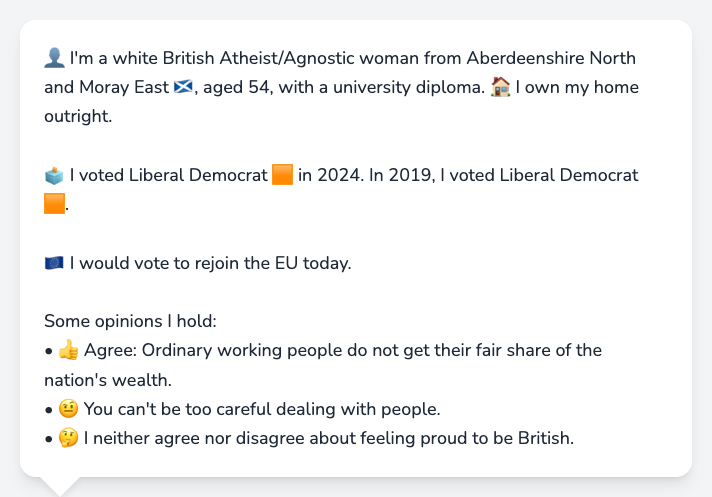 👤 I'm a white British Atheist/Agnostic woman from Aberdeenshire North
and Moray East 🏴󠁧󠁢󠁳󠁣󠁴󠁿, aged 54, with a university diploma. 🏠 I own my home
outright.
🗳️ I voted Liberal Democrat 🟧 in 2024. In 2019, I voted Liberal Democrat
🟧.
🇪🇺 I would vote to rejoin the EU today.
Some opinions I hold:
• 👍 Agree: Ordinary working people do not get their fair share of the
nation's wealth.
• 🤨 You can't be too careful dealing with people.
• 🤔 I neither agree nor disagree about feeling proud to be British.